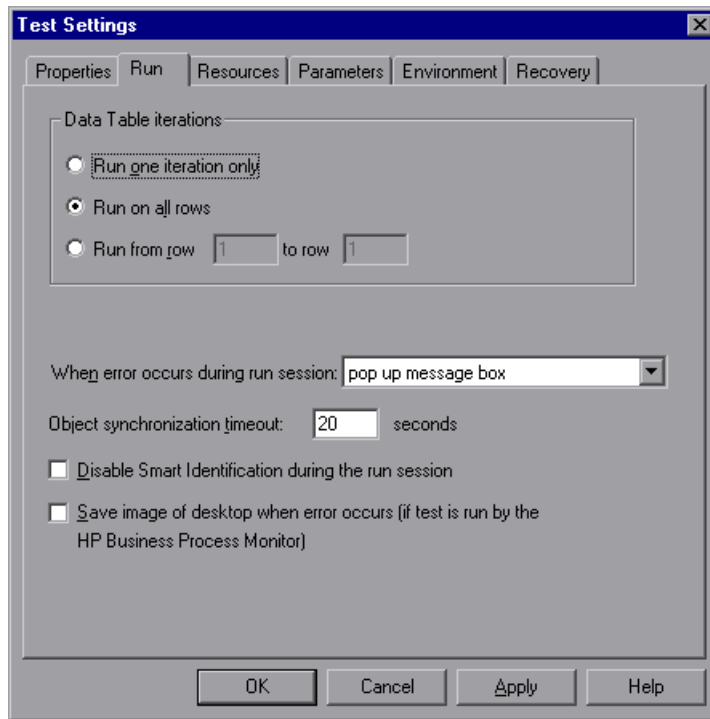 Test Settings
Properties Run Resources Parameters Environment Recovery
Data Table iterations
Run one iteration only
Run on all rows
Run from row 1 to row 1
When error occurs during run session: pop up message box
Object synchronization timeout: 20 seconds
Disable Smart Identification during the run session
Save image of desktop when error occurs (if test is run by the
HP Business Process Monitor)
OK Cancel Apply Help